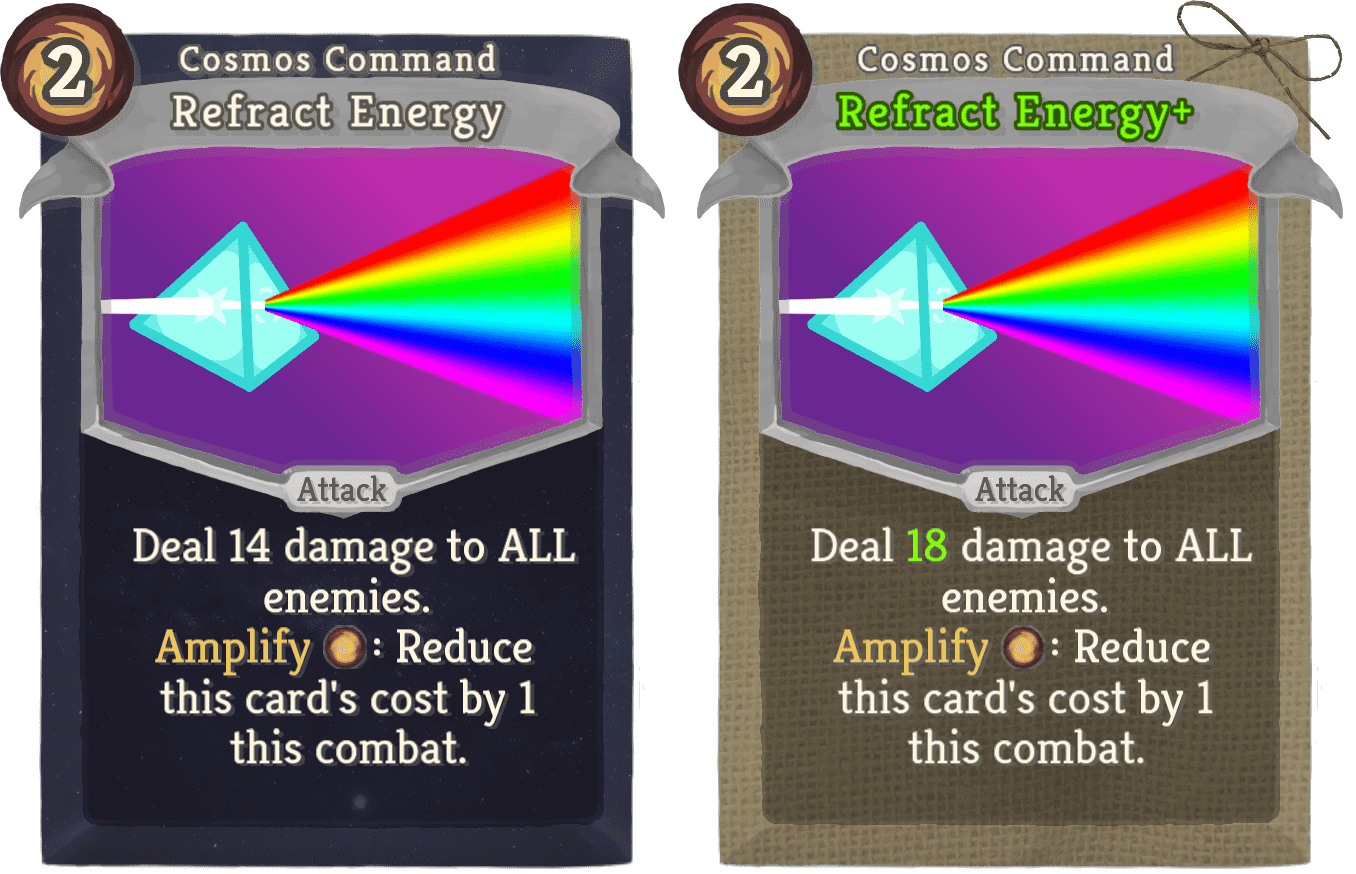 2
Cosmos Command
Refract Energy
Attack
Deal 14 damage to ALL
enemies.
Amplify : Reduce
this card's cost by 1
this combat.
2
Cosmos Command
Refract Energy+
Attack
Deal 18 damage to ALL
enemies.
Amplify : Reduce
this card's cost by 1
this combat.